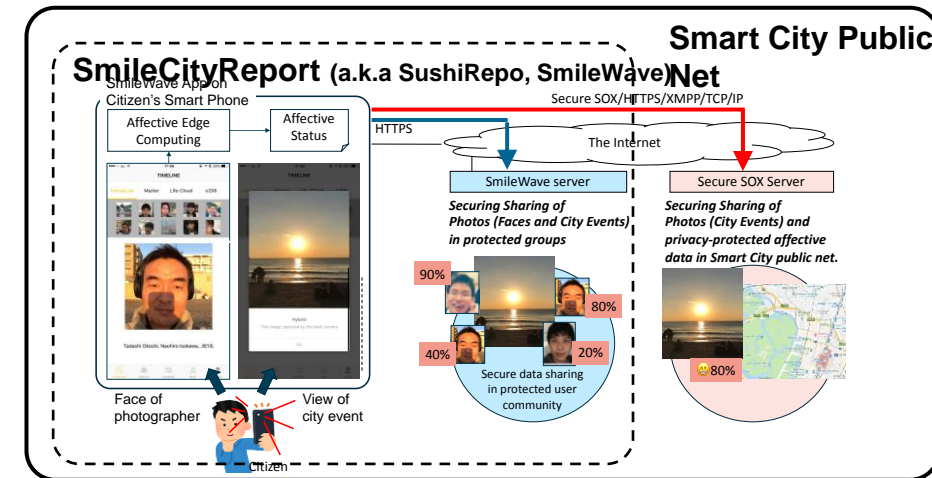 Smart City Public
Net
SmileCityReport (a.k.a SushiRepo, SmileWave)
SmileWave App on
Citizen's Smart Phone
Secure SOX/HTTPS/XMPP/TCP/IP
Affective Edge
Computing
Affective
Status
HTTPS
The Internet
TIMELINE
Master
Life-Cloud
TIMELINE
SmileWave server
Secure SOX Server
Securing Sharing of
Photos (Faces and City Events)
in protected groups
Securing Sharing of
Photos (City Events) and
privacy-protected affective
data in Smart City public net.
90%
80%
40%
20%
80%
Hybrid
Secure data sharing
in protected user
community
Face of
photographer
View of
city event
Citizen